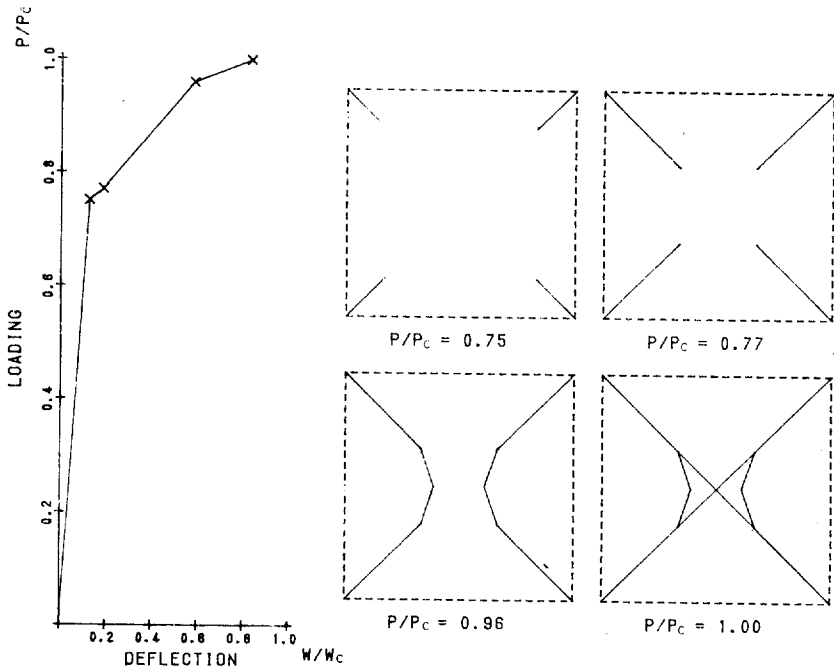 P/Pc
1.0
0.8
0.6
0.4
0.2
LOADING
0.2 0.4 0.6 0.8 1.0
DEFLECTION W/Wc
P/Pc = 0.75
P/Pc = 0.77
P/Pc = 0.96
P/Pc = 1.00